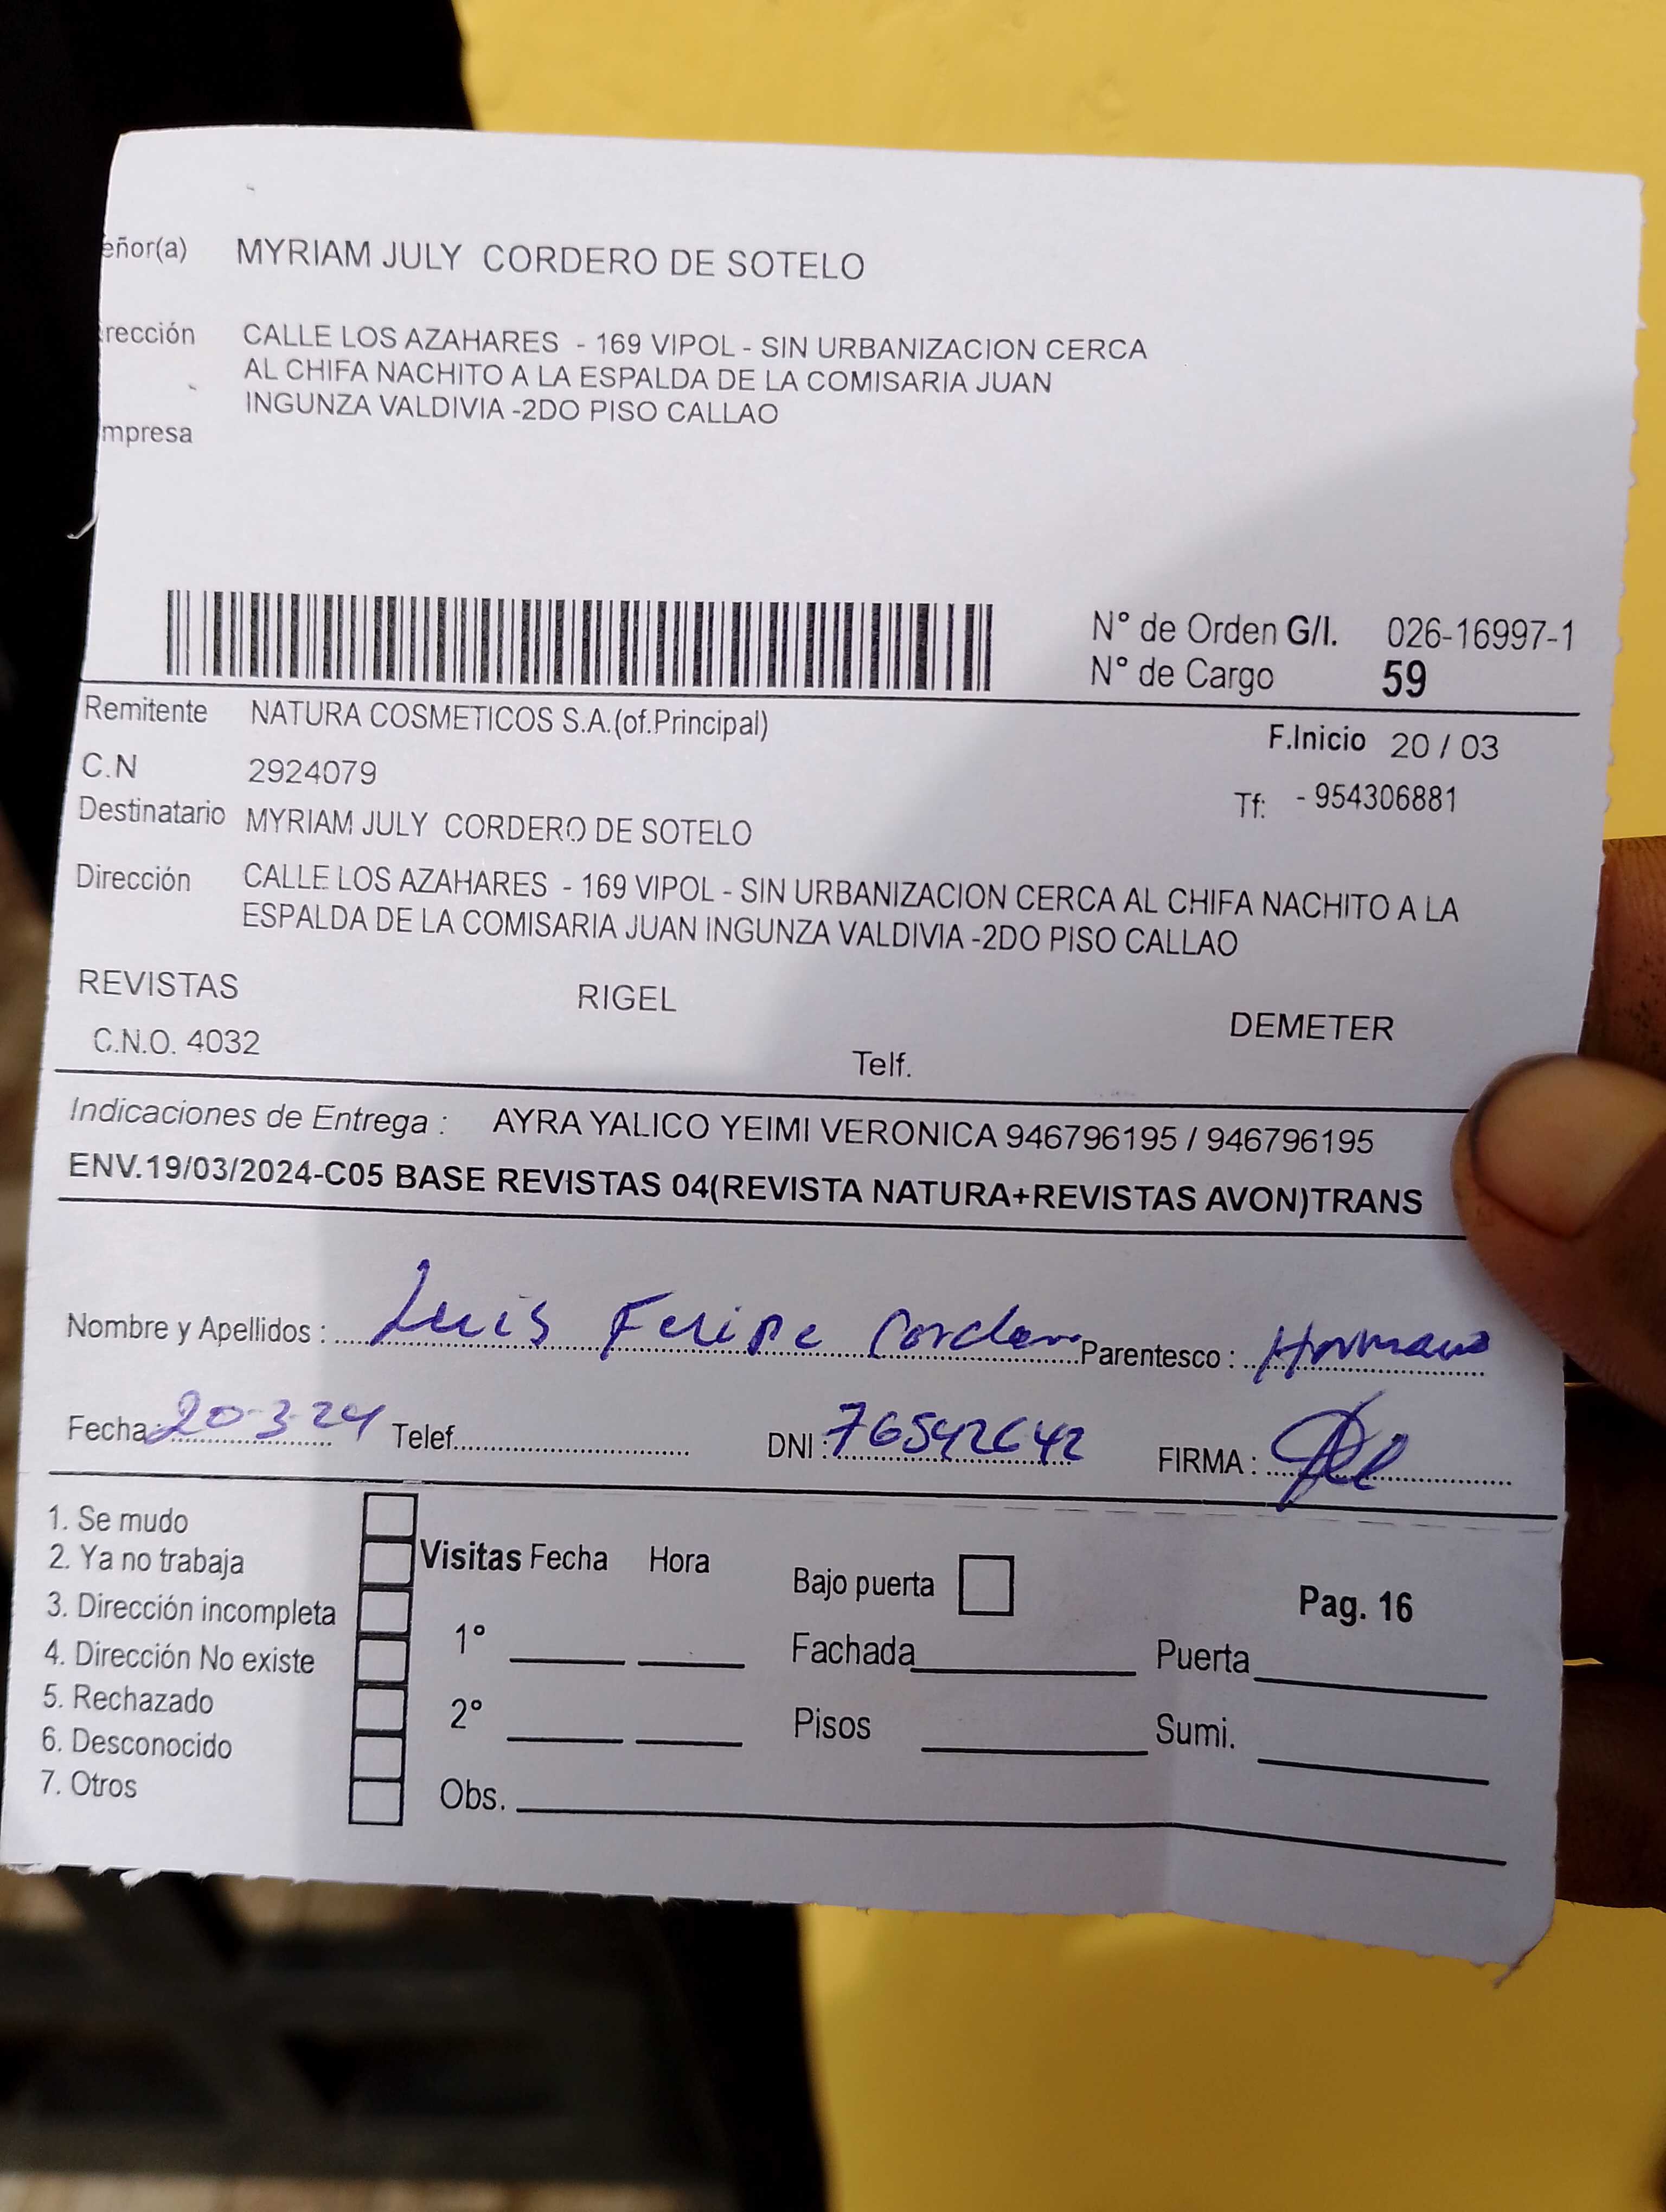 eñor(a) MYRIAM JULY CORDERO DE SOTELO
rección CALLE LOS AZAHARES - 169 VIPOL - SIN URBANIZACION CERCA
AL CHIFA NACHITO A LA ESPALDA DE LA COMISARIA JUAN
INGUNZA VALDIVIA -2DO PISO CALLAO
mpresa
N° de Orden G/I. 026-16997-1
N° de Cargo 59
Remitente NATURA COSMETICOS S.A.(of.Principal)
F.Inicio 20 / 03
C.N 2924079
Tf: - 954306881
Destinatario MYRIAM JULY CORDERO DE SOTELO
Dirección CALLE LOS AZAHARES - 169 VIPOL - SIN URBANIZACION CERCA AL CHIFA NACHITO A LA
ESPALDA DE LA COMISARIA JUAN INGUNZA VALDIVIA -2DO PISO CALLAO
REVISTAS RIGEL DEMETER
C.N.O. 4032 Telf.
Indicaciones de Entrega : AYRA YALICO YEIMI VERONICA 946796195 / 946796195
ENV.19/03/2024-C05 BASE REVISTAS 04(REVISTA NATURA+REVISTAS AVON)TRANS
Nombre y Apellidos : Luis Felipe Cordero Parentesco : Hermano
Fecha: 20-3-24 Telef. DNI : 76542642 FIRMA :
1. Se mudo
2. Ya no trabaja
3. Dirección incompleta
4. Dirección No existe
5. Rechazado
6. Desconocido
7. Otros
Visitas Fecha Hora
1°
2°
Obs.
Bajo puerta
Fachada
Pisos
Pag. 16
Puerta
Sumi.